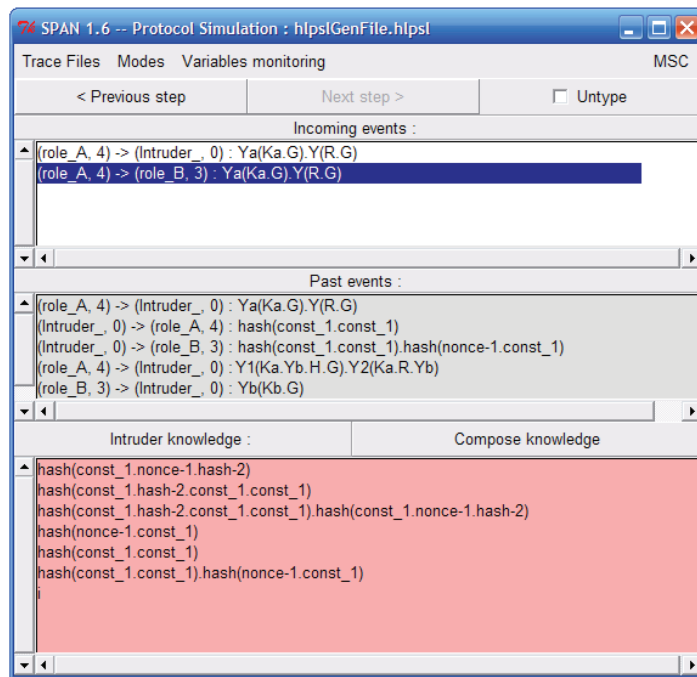 SPAN 1.6 -- Protocol Simulation : hlpslGenFile.hlpsl
Trace Files Modes Variables monitoring MSC
< Previous step Next step > Untype
Incoming events :
(role_A, 4) -> (Intruder_, 0) : Ya(Ka.G).Y(R.G)
(role_A, 4) -> (role_B, 3) : Ya(Ka.G).Y(R.G)
Past events :
(role_A, 4) -> (Intruder_, 0) : Ya(Ka.G).Y(R.G)
(Intruder_, 0) -> (role_A, 4) : hash(const_1.const_1)
(Intruder_, 0) -> (role_B, 3) : hash(const_1.const_1).hash(nonce-1.const_1)
(role_A, 4) -> (Intruder_, 0) : Y1(Ka.Yb.H.G).Y2(Ka.R.Yb)
(role_B, 3) -> (Intruder_, 0) : Yb(Kb.G)
Intruder knowledge : Compose knowledge
hash(const_1.nonce-1.hash-2)
hash(const_1.hash-2.const_1.const_1)
hash(const_1.hash-2.const_1.const_1).hash(const_1.nonce-1.hash-2)
hash(nonce-1.const_1)
hash(const_1.const_1)
hash(const_1.const_1).hash(nonce-1.const_1)
i